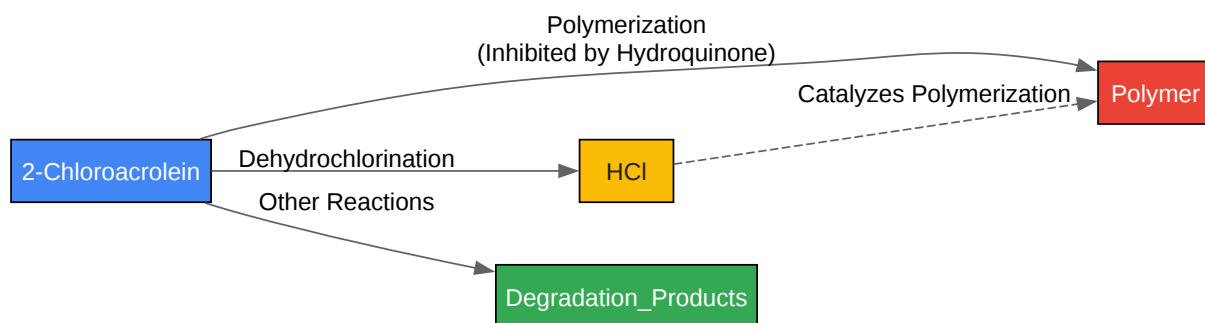 Polymerization
(Inhibited by Hydroquinone)
Catalyzes Polymerization
Polymer
2-Chloroacrolein
Dehydrochlorination
HCl
Other Reactions
Degradation_Products